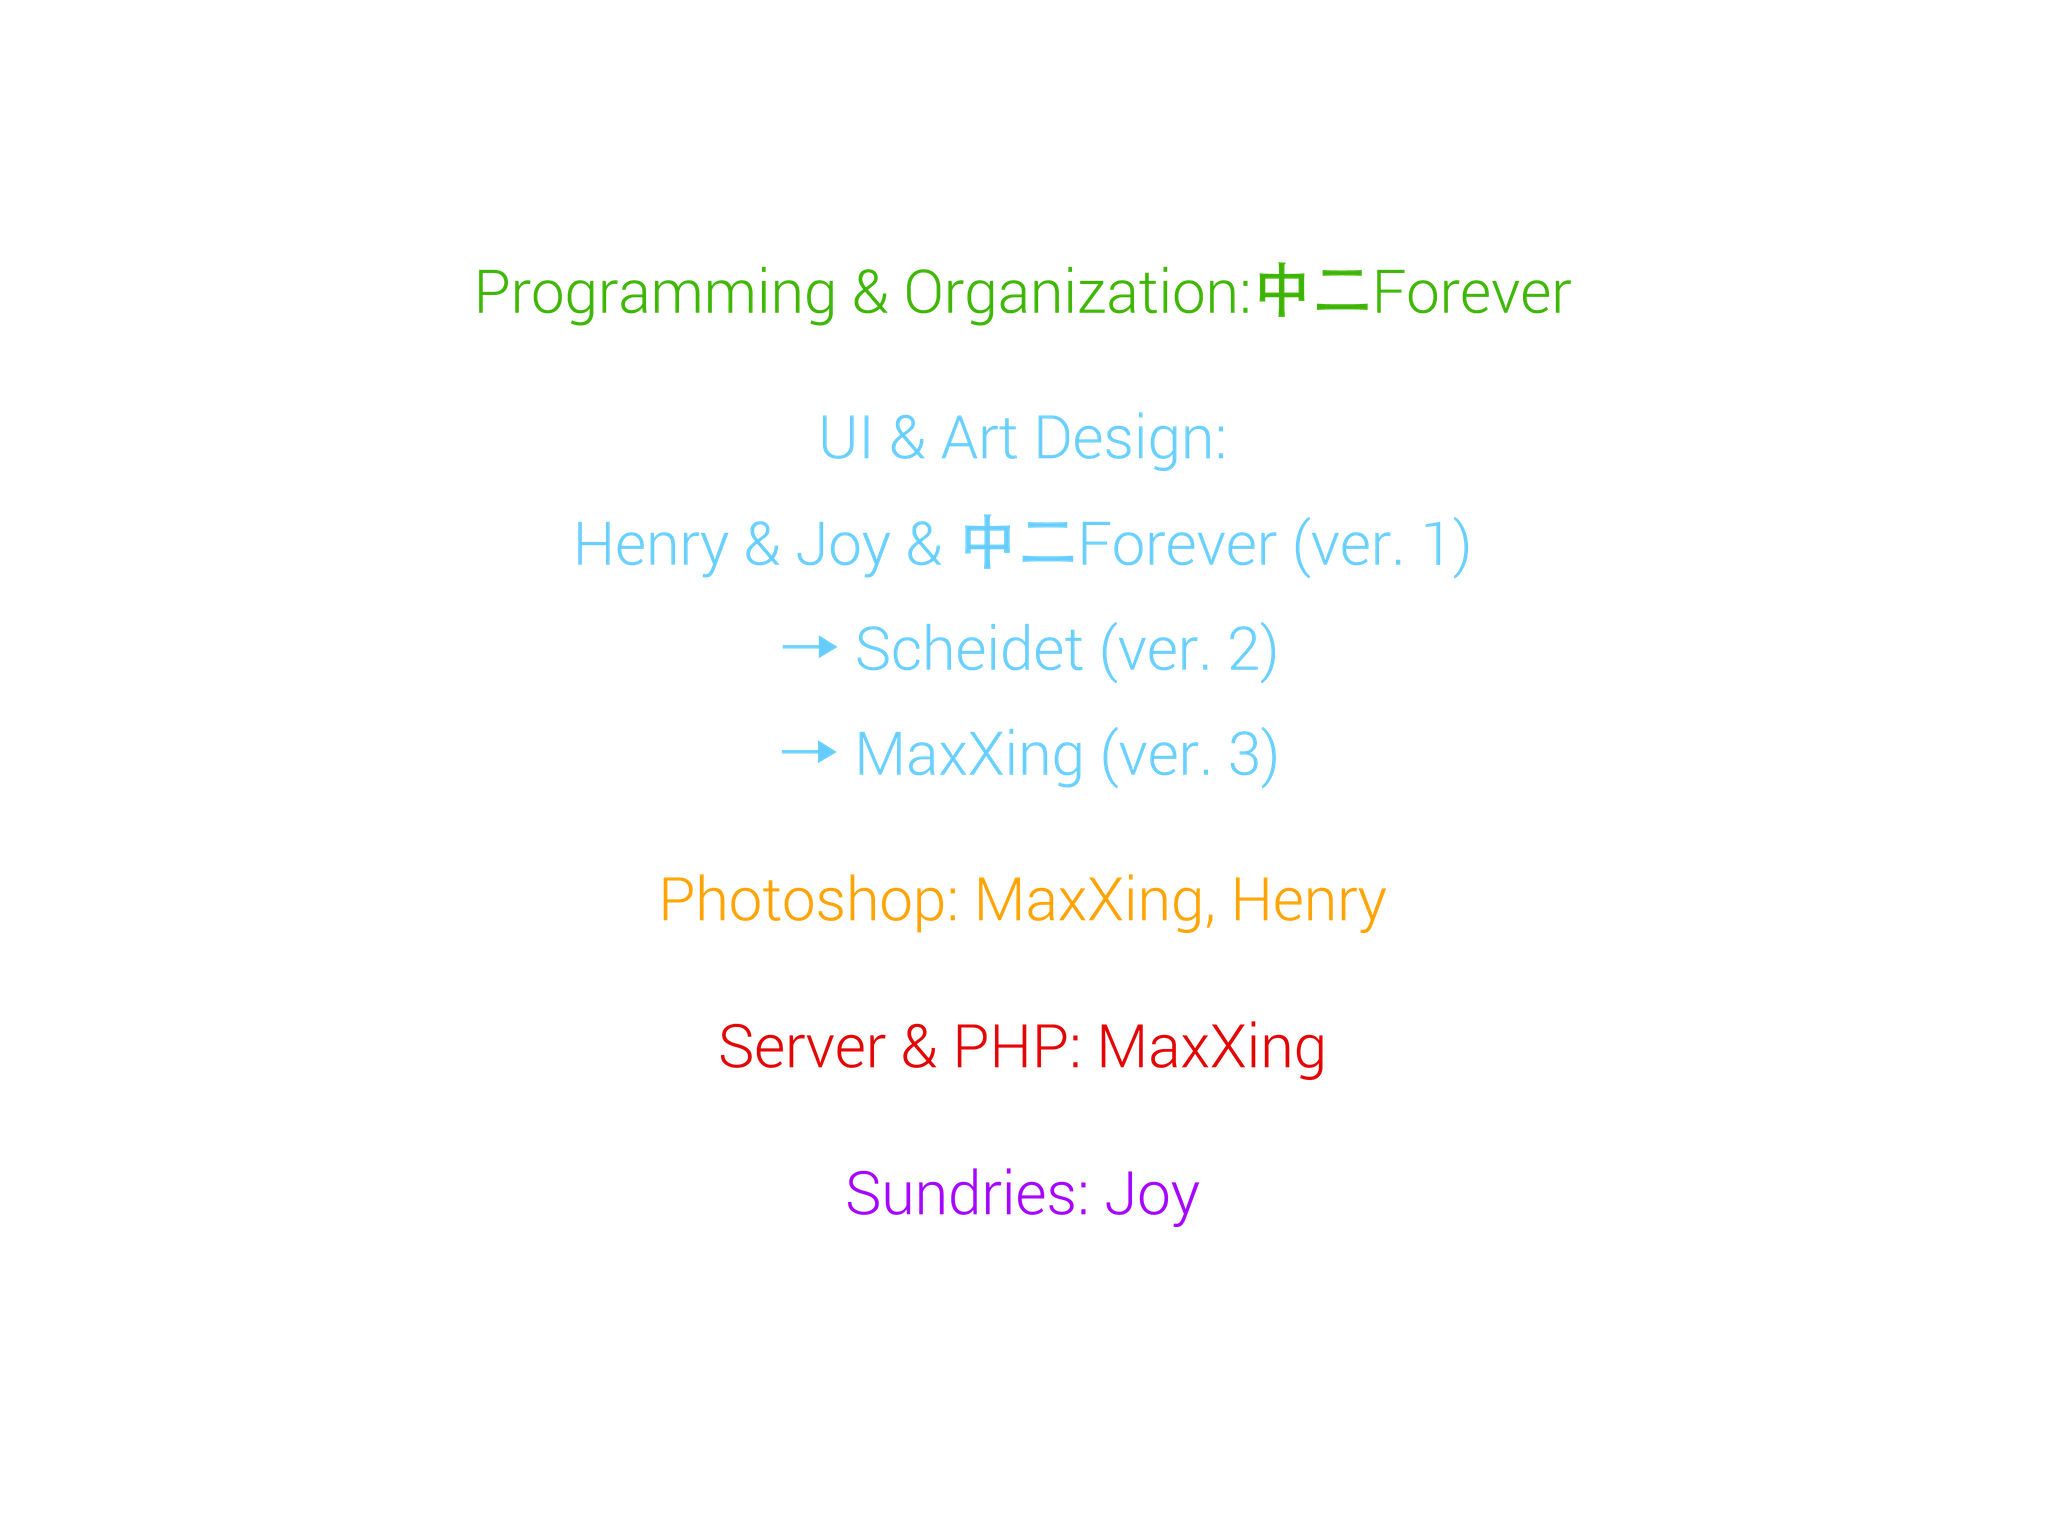 Programming & Organization:中二Forever
UI & Art Design:
Henry & Joy & 中二Forever (ver. 1)
→ Scheidet (ver. 2)
→ MaxXing (ver. 3)
Photoshop: MaxXing, Henry
Server & PHP: MaxXing
Sundries: Joy